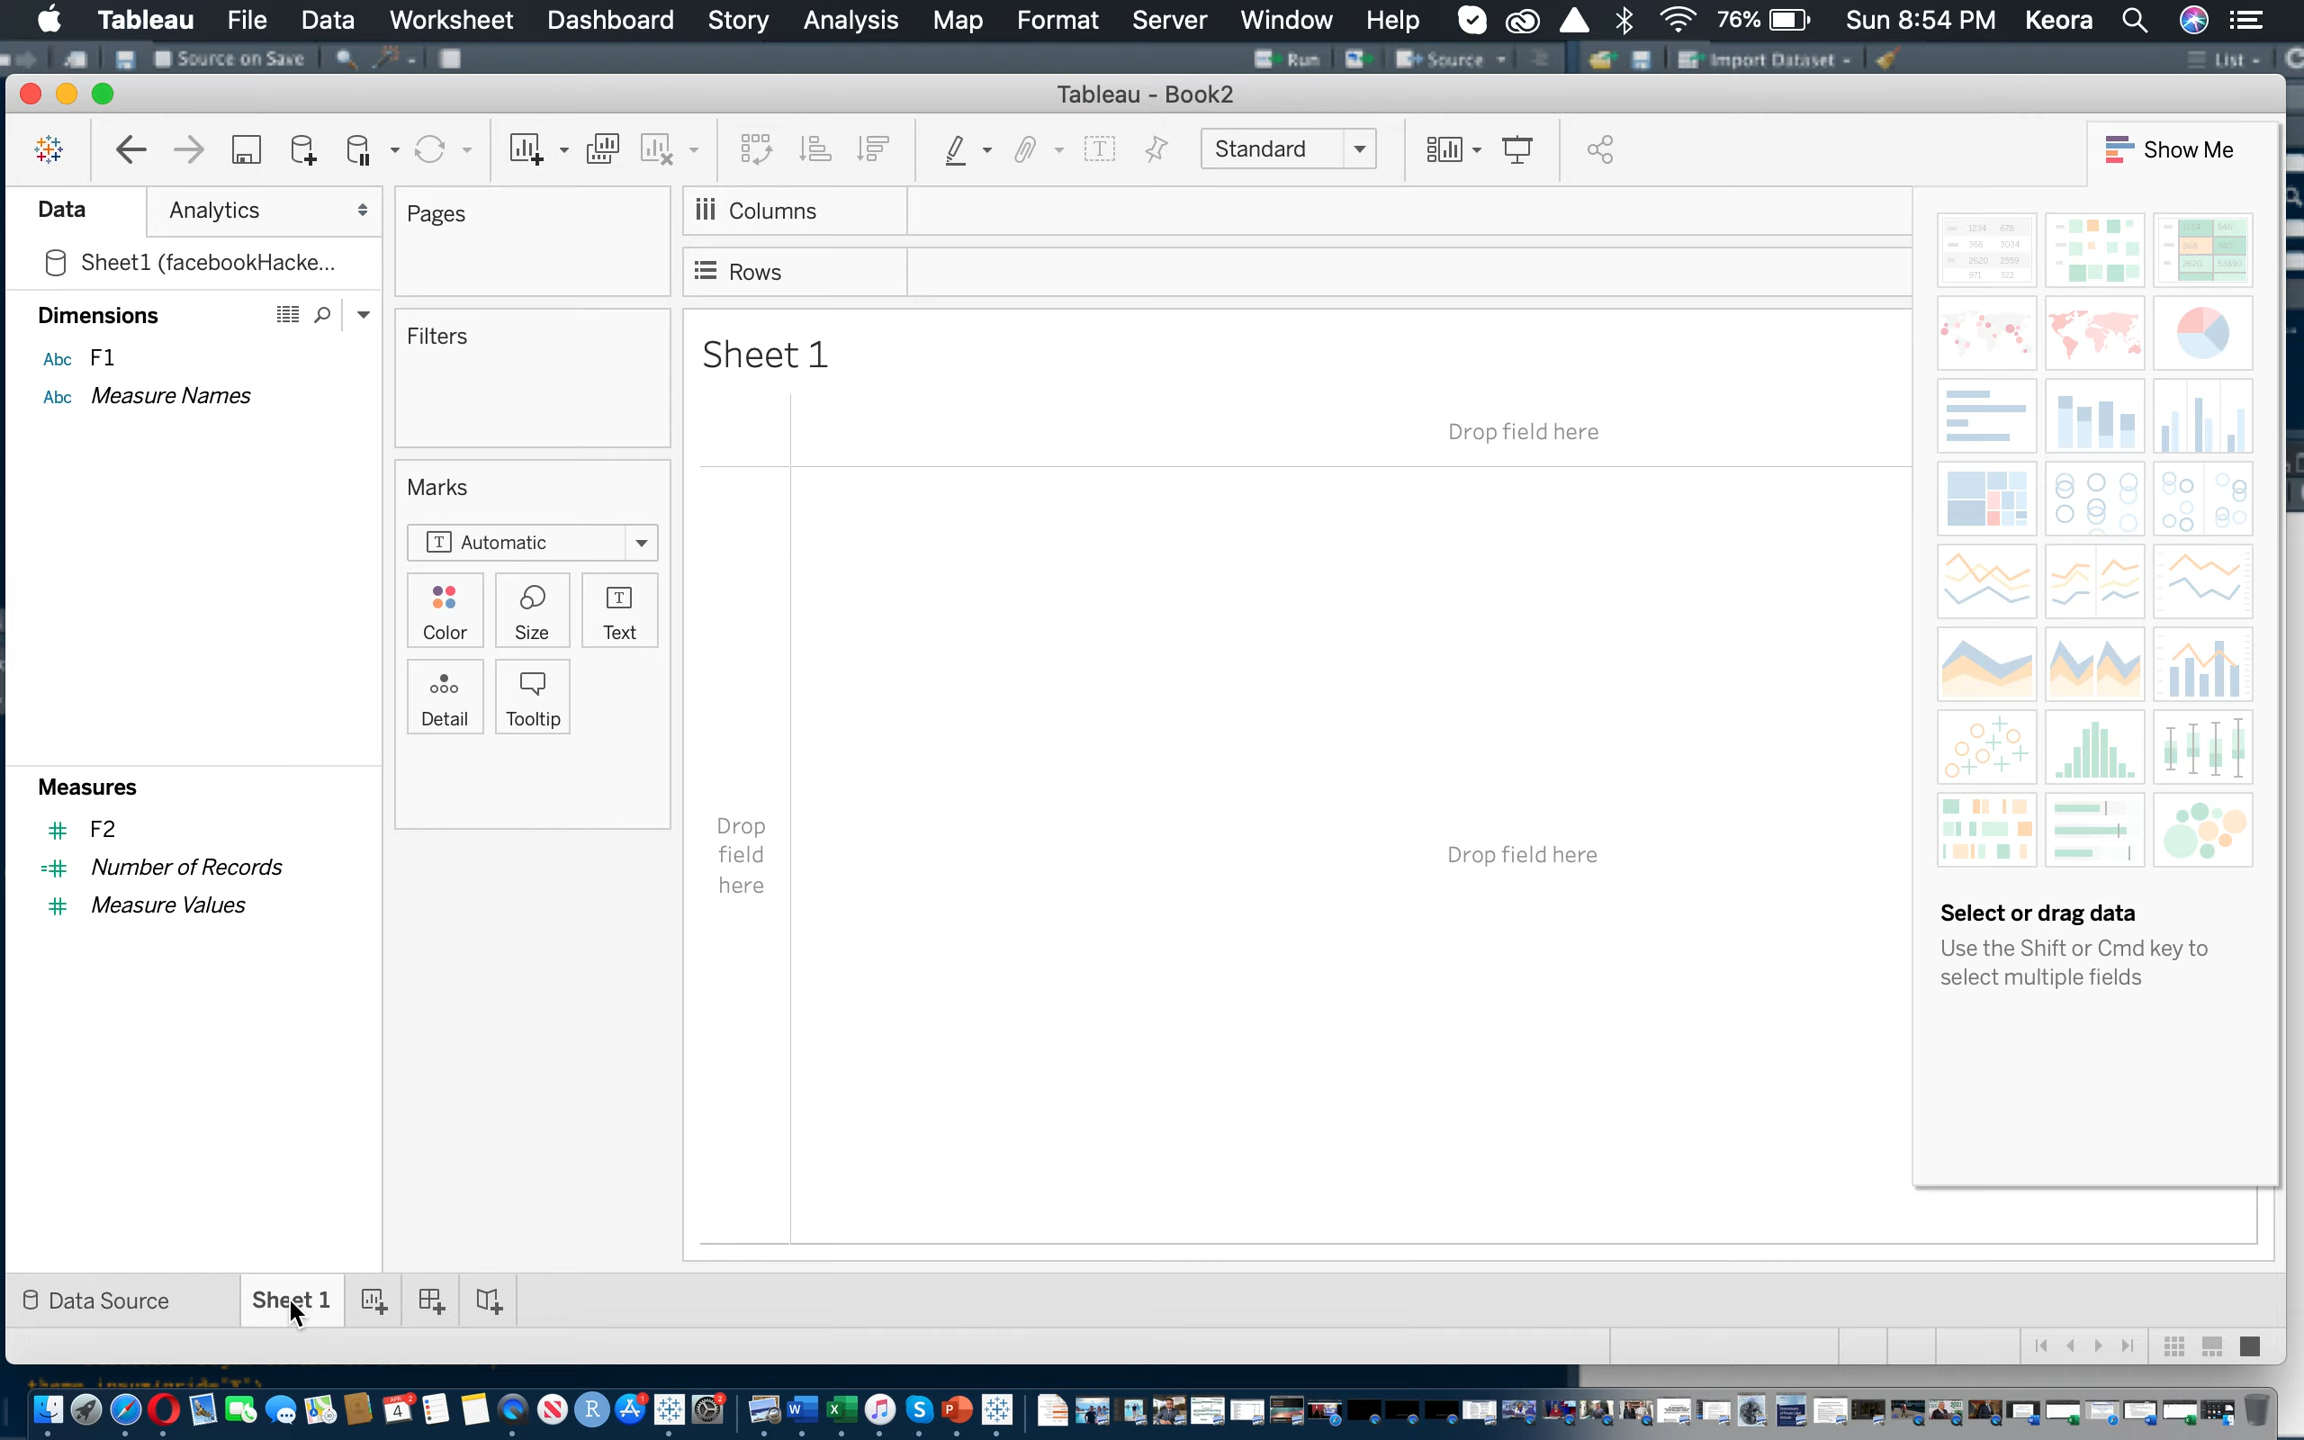 Tableau File Data Worksheet Dashboard Story Analysis Map Format Server Window Help 76% Sun 8:54 PM Keora
Source on Save Run Source Import Dataset List
Tableau - Book2
Standard
Show Me
Data Analytics
Sheet1 (facebookHacke...
Dimensions
Abc F1
Abc Measure Names
Measures
F2
Number of Records
Measure Values
Pages
Filters
Marks
Automatic
Color Size Text
Detail Tooltip
Columns
Rows
Sheet 1
Drop field here
Drop
field
here
Drop field here
Select or drag data
Use the Shift or Cmd key to
select multiple fields
Data Source Sheet 1